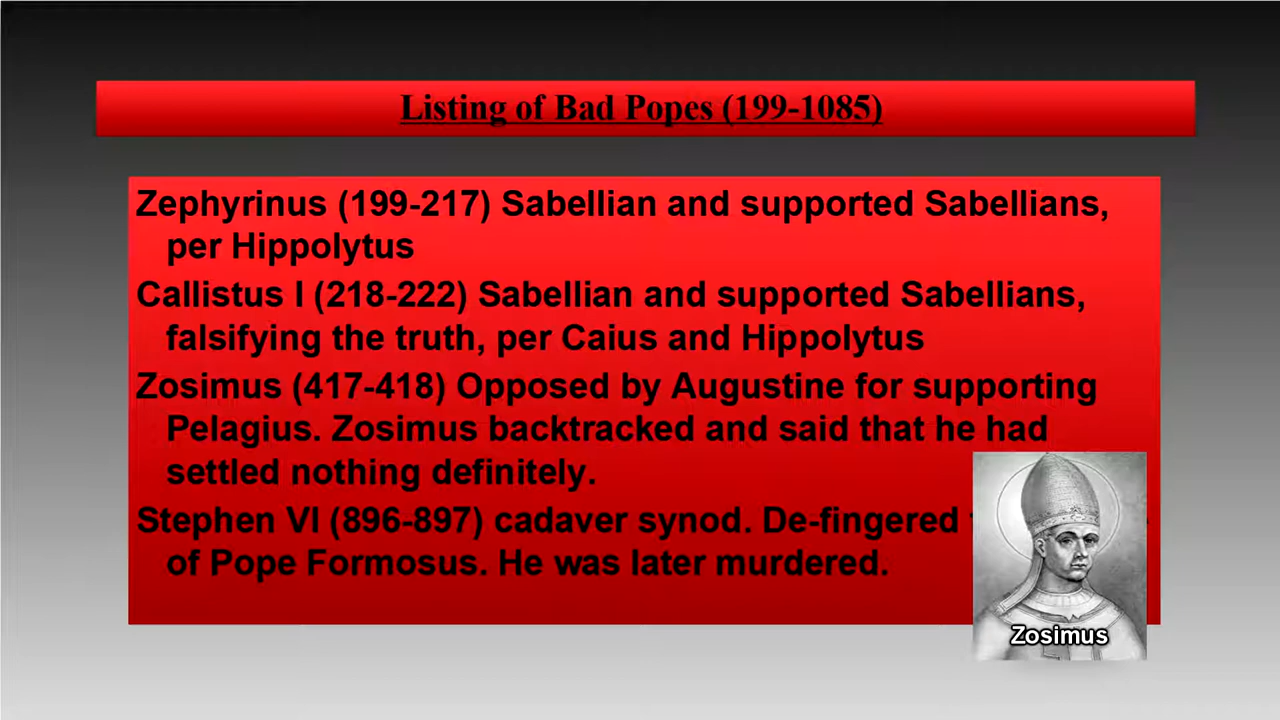 Listing of Bad Popes (199-1085)
Zephyrinus (199-217) Sabellian and supported Sabellians,
per Hippolytus
Callistus I (218-222) Sabellian and supported Sabellians,
falsifying the truth, per Caius and Hippolytus
Zosimus (417-418) Opposed by Augustine for supporting
Pelagius. Zosimus backtracked and said that he had
settled nothing definitely.
Stephen VI (896-897) cadaver synod. De-fingered
of Pope Formosus. He was later murdered.
Zosimus